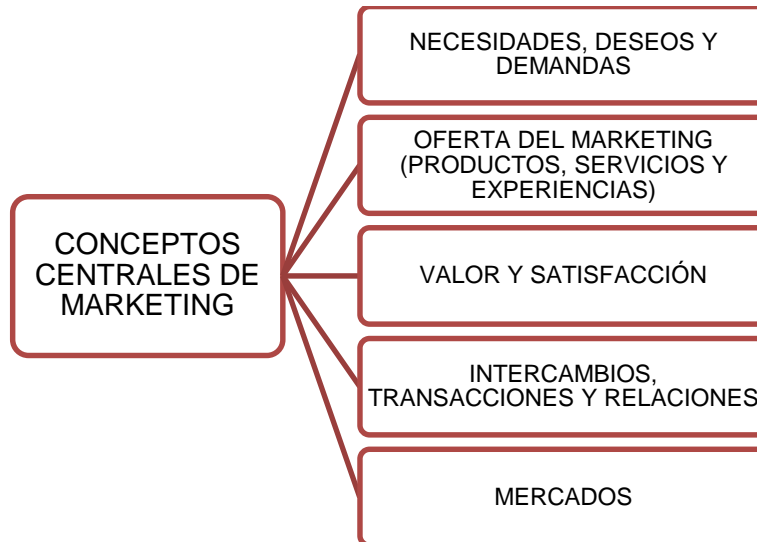 NECESIDADES, DESEOS Y
DEMANDAS
OFERTA DEL MARKETING
(PRODUCTOS, SERVICIOS Y
EXPERIENCIAS)
CONCEPTOS
CENTRALES DE
MARKETING
VALOR Y SATISFACCIÓN
INTERCAMBIOS,
TRANSACCIONES Y RELACIONES
MERCADOS